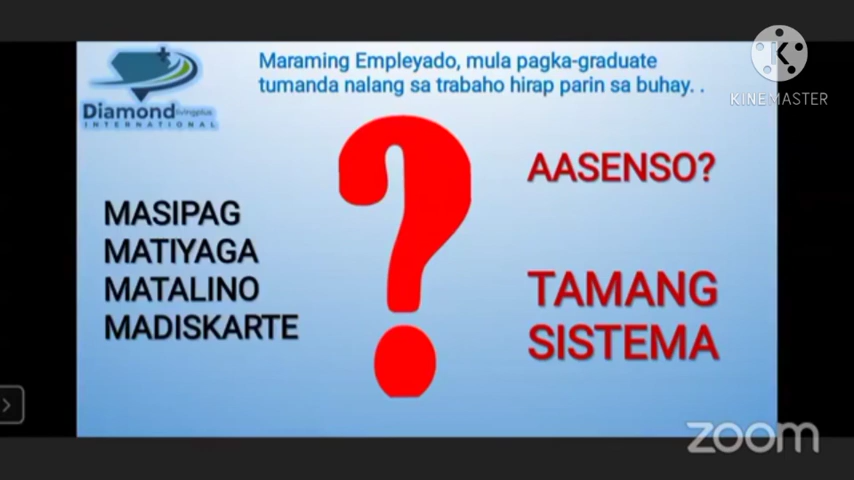 Maraming Empleyado, mula pagka-graduate
tumanda nalang sa trabaho hirap parin sa buhay. .
Diamond livingplus
INTERNATIONAL
KINEMASTER
?
AASENSO?
MASIPAG
MATIYAGA
MATALINO
MADISKARTE
TAMANG
SISTEMA
zoom